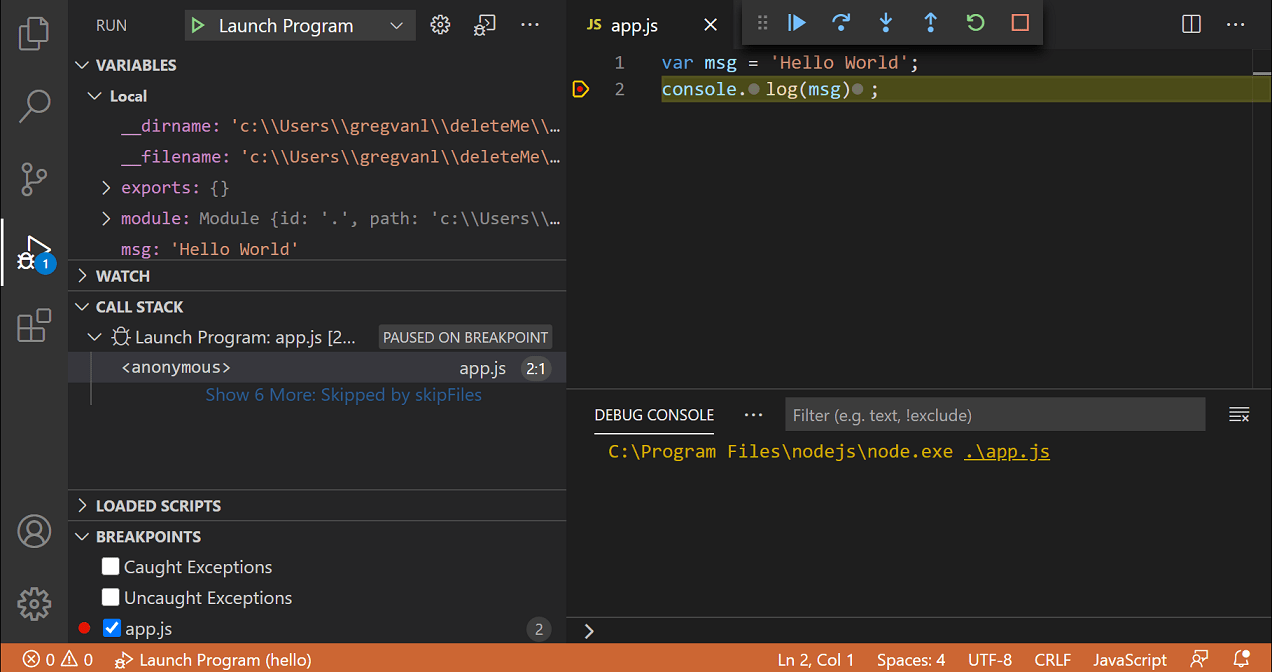 RUN Launch Program
VARIABLES
Local
__dirname: 'c:\\Users\\gregvanl\\deleteMe\\…
__filename: 'c:\\Users\\gregvanl\\deleteMe\…
exports: {}
module: Module {id: '.', path: 'c:\\Users\\…
msg: 'Hello World'
WATCH
CALL STACK
Launch Program: app.js [2... PAUSED ON BREAKPOINT
<anonymous> app.js 2:1
Show 6 More: Skipped by skipFiles
LOADED SCRIPTS
BREAKPOINTS
Caught Exceptions
Uncaught Exceptions
app.js 2
1
JS app.js
1 var msg = 'Hello World';
2 console. log(msg) ;
DEBUG CONSOLE Filter (e.g. text, !exclude)
C:\Program Files\nodejs\node.exe .\app.js
0 0 Launch Program (hello) Ln 2, Col 1 Spaces: 4 UTF-8 CRLF JavaScript